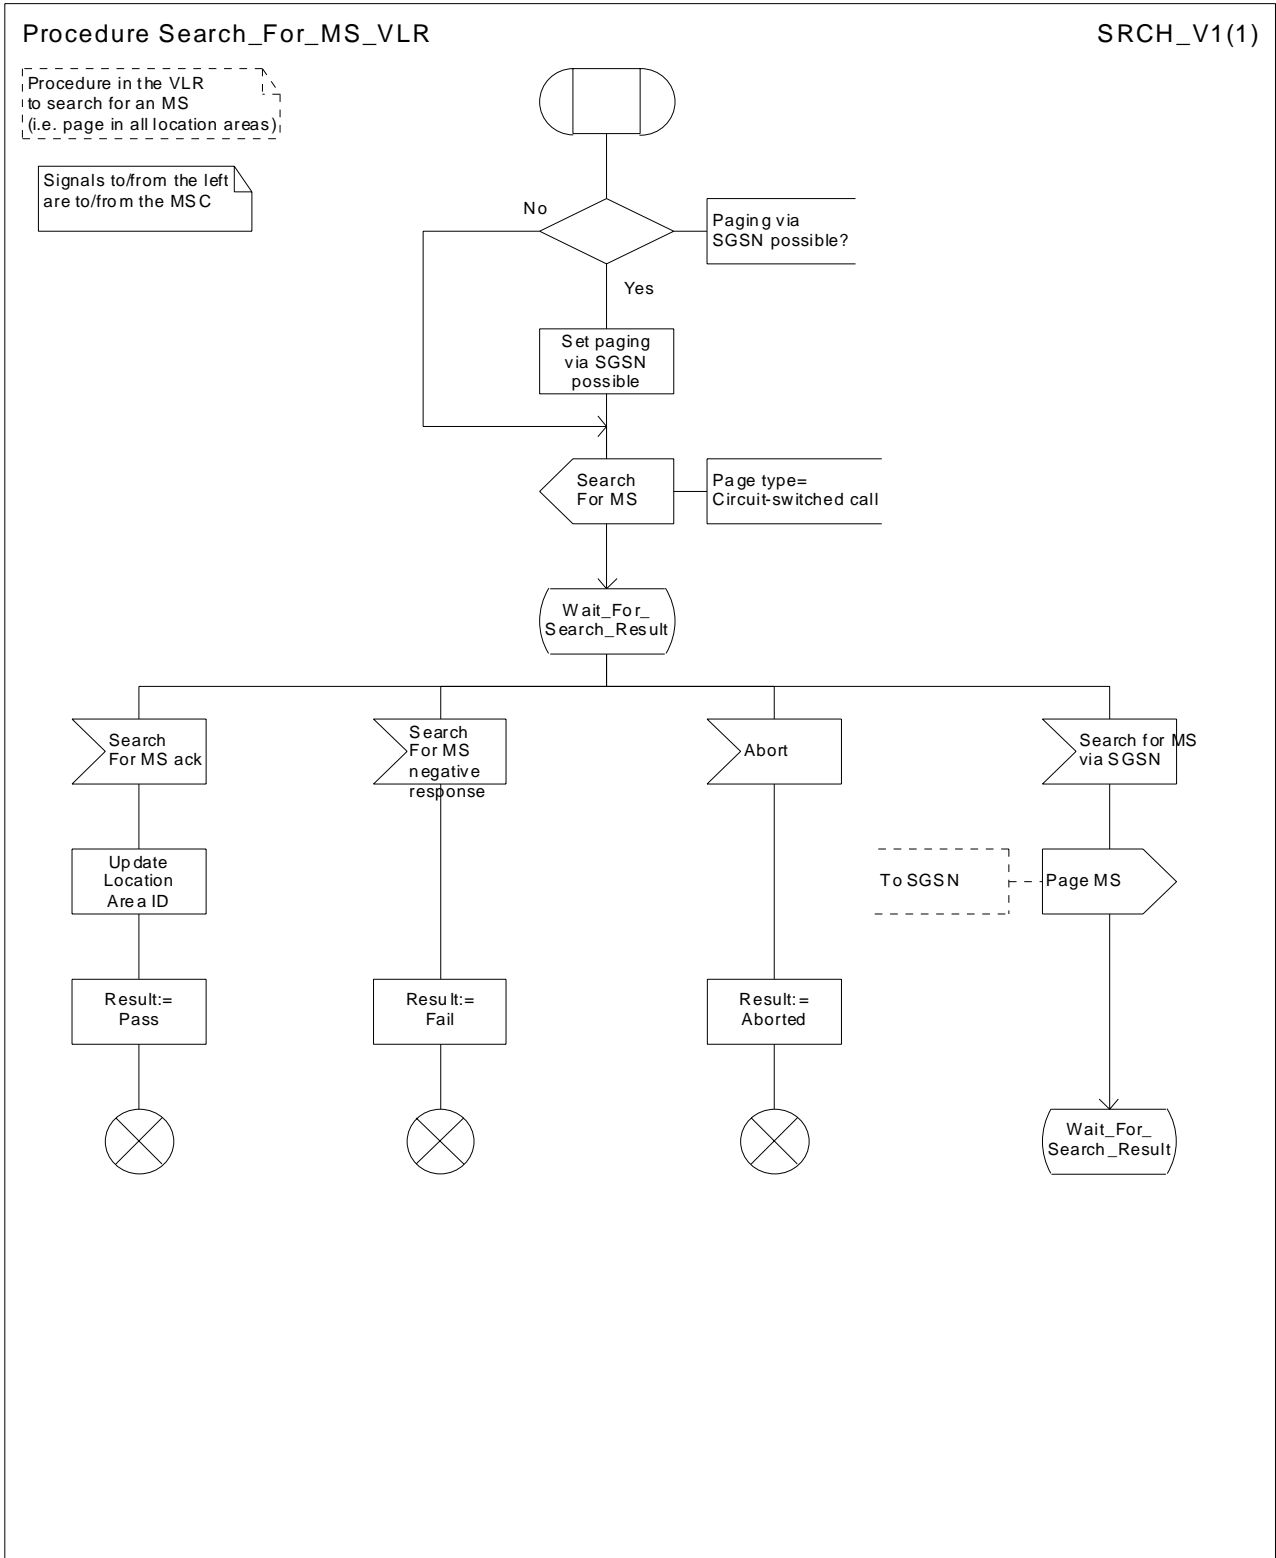 Procedure Search_For_MS_VLR
SRCH_V1(1)
Procedure in the VLR
to search for an MS
(i.e. page in all location areas)
Signals to/from the left
are to/from the MSC
No
Paging via
SGSN possible?
Yes
Set paging
via SGSN
possible
Search
For MS
Page type=
Circuit-switched call
Wait_For_
Search_Result
Search
For MS ack
Search
For MS
negative
response
Abort
Search for MS
via SGSN
Update
Location
Area ID
To SGSN
Page MS
Result:=
Pass
Result:=
Fail
Result:=
Aborted
Wait_For_
Search_Result